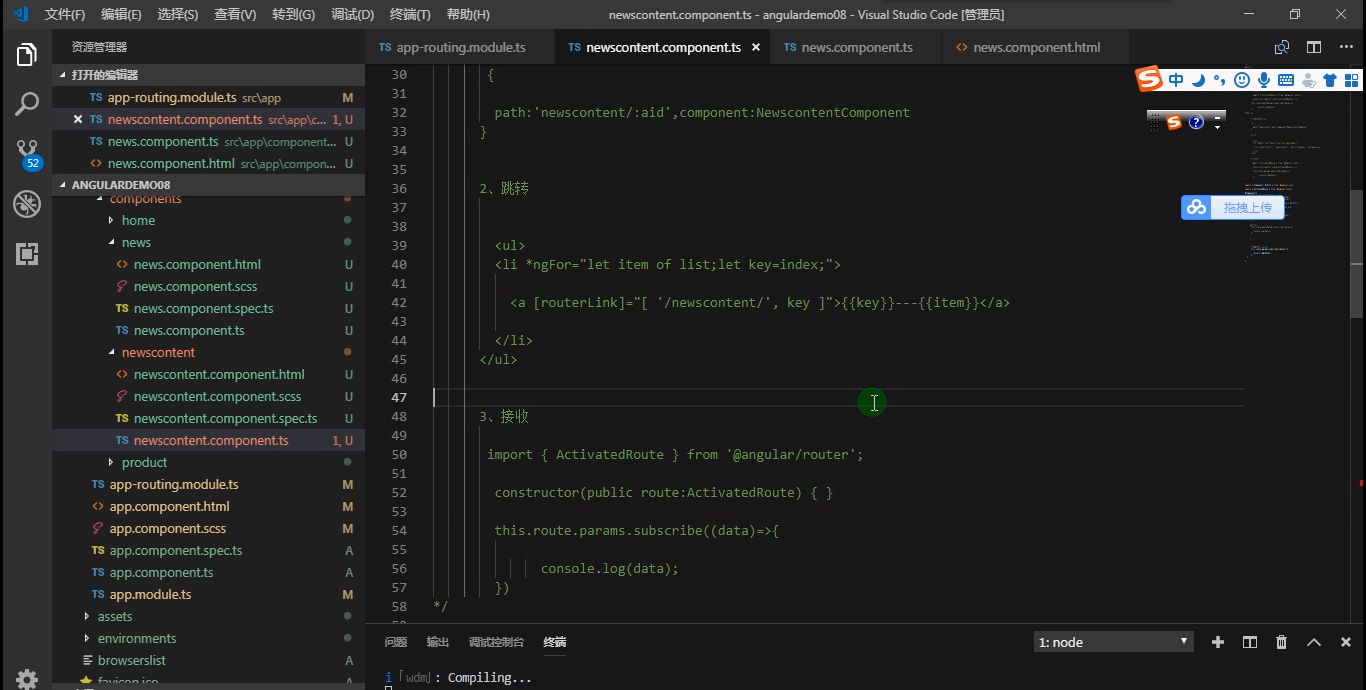 文件(F) 编辑(E) 选择(S) 查看(V) 转到(G) 调试(D) 终端(T) 帮助(H) newscontent.component.ts - angulardemo08 - Visual Studio Code [管理员]
资源管理器
打开的编辑器
TS app-routing.module.ts src\app M
× TS newscontent.component.ts src\app\c... 1, U
TS news.component.ts src\app\component... U
<> news.component.html src\app\compon... U
52
ANGULARDEMO08
components
home
news
<> news.component.html U
news.component.scss U
TS news.component.spec.ts U
TS news.component.ts U
newscontent
<> newscontent.component.html U
newscontent.component.scss U
TS newscontent.component.spec.ts U
TS newscontent.component.ts 1, U
product
TS app-routing.module.ts M
<> app.component.html M
app.component.scss M
TS app.component.spec.ts A
TS app.component.ts A
TS app.module.ts M
assets
environments
browserslist A
favicon.ico A
TS app-routing.module.ts TS newscontent.component.ts × TS news.component.ts <> news.component.html
S 中
S ?
拖拽上传
30 {
31
32 path:'newscontent/:aid',component:NewscontentComponent
33 }
34
35
36 2、跳转
37
38
39 <ul>
40 <li *ngFor="let item of list;let key=index;">
41
42 <a [routerLink]="[ '/newscontent/', key ]">{{key}}---{{item}}</a>
43
44 </li>
45 </ul>
46
47
48 3、接收
49
50 import { ActivatedRoute } from '@angular/router';
51
52 constructor(public route:ActivatedRoute) { }
53
54 this.route.params.subscribe((data)=>{
55
56 console.log(data);
57 })
58 */
59
问题 输出 调试控制台 终端 1: node
i 「wdm」: Compiling...